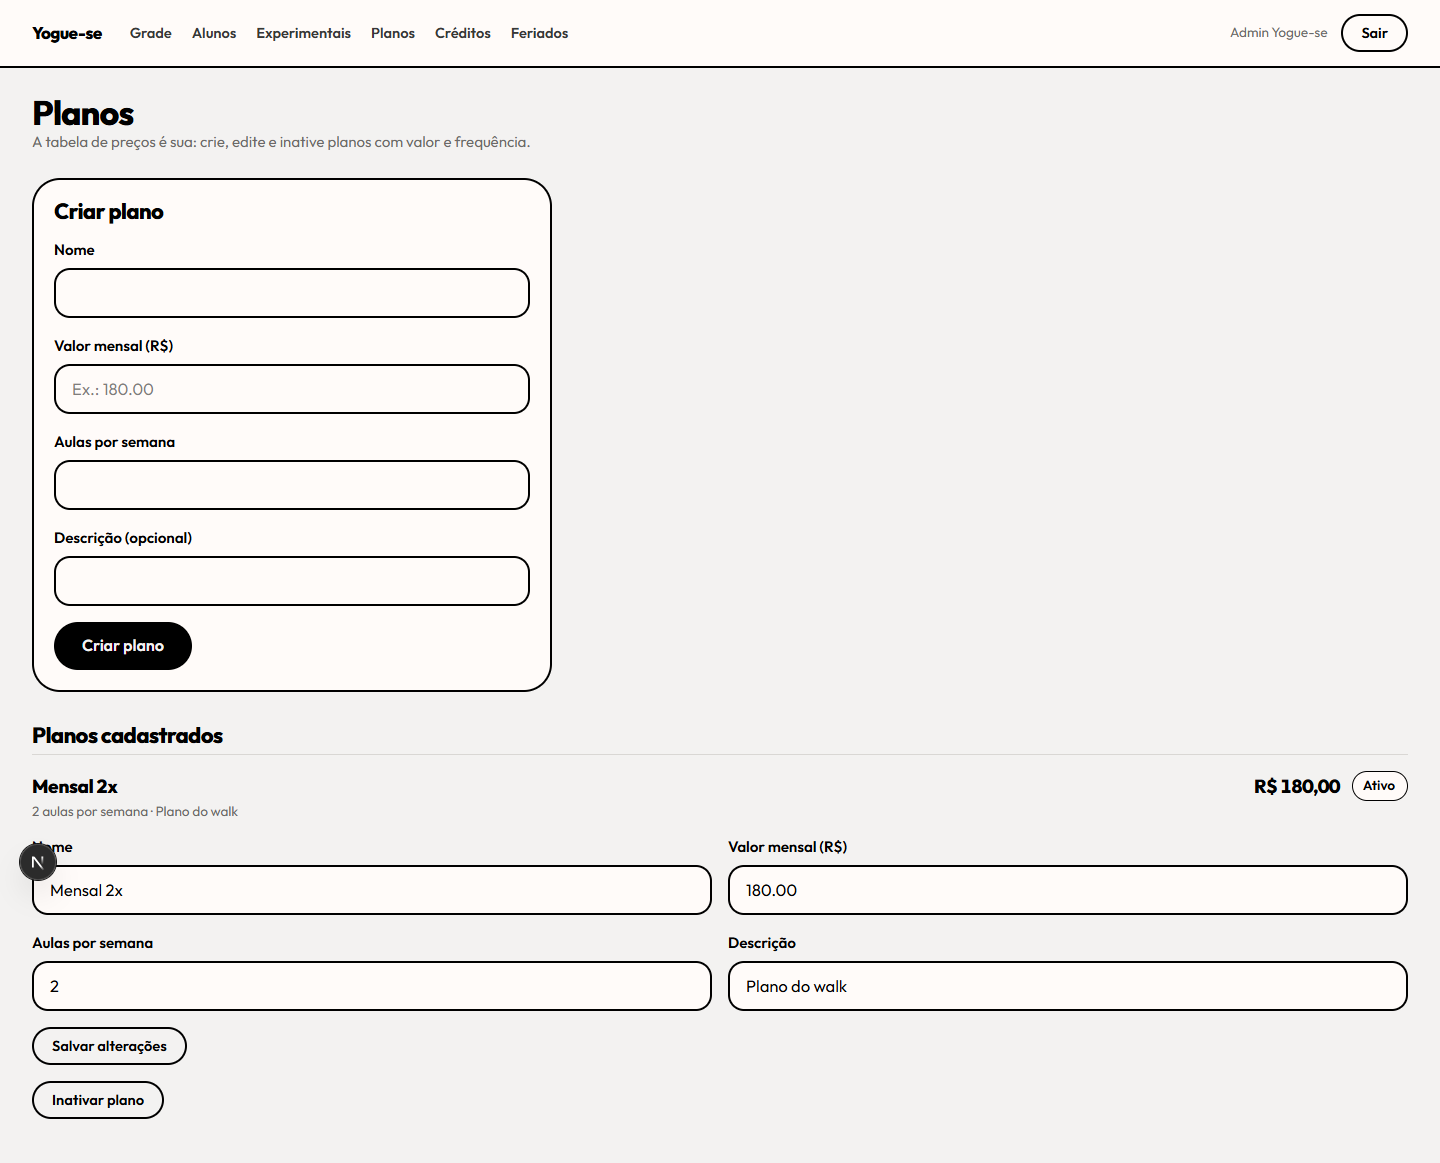 Yogue-se Grade Alunos Experimentais Planos Créditos Feriados Admin Yogue-se Sair
Planos
A tabela de preços é sua: crie, edite e inative planos com valor e frequência.
Criar plano
Nome
Valor mensal (R$)
Ex.: 180.00
Aulas por semana
Descrição (opcional)
Criar plano
Planos cadastrados
Mensal 2x R$ 180,00 Ativo
2 aulas por semana · Plano do walk
ome Valor mensal (R$)
N
Mensal 2x 180.00
Aulas por semana Descrição
2 Plano do walk
Salvar alterações
Inativar plano